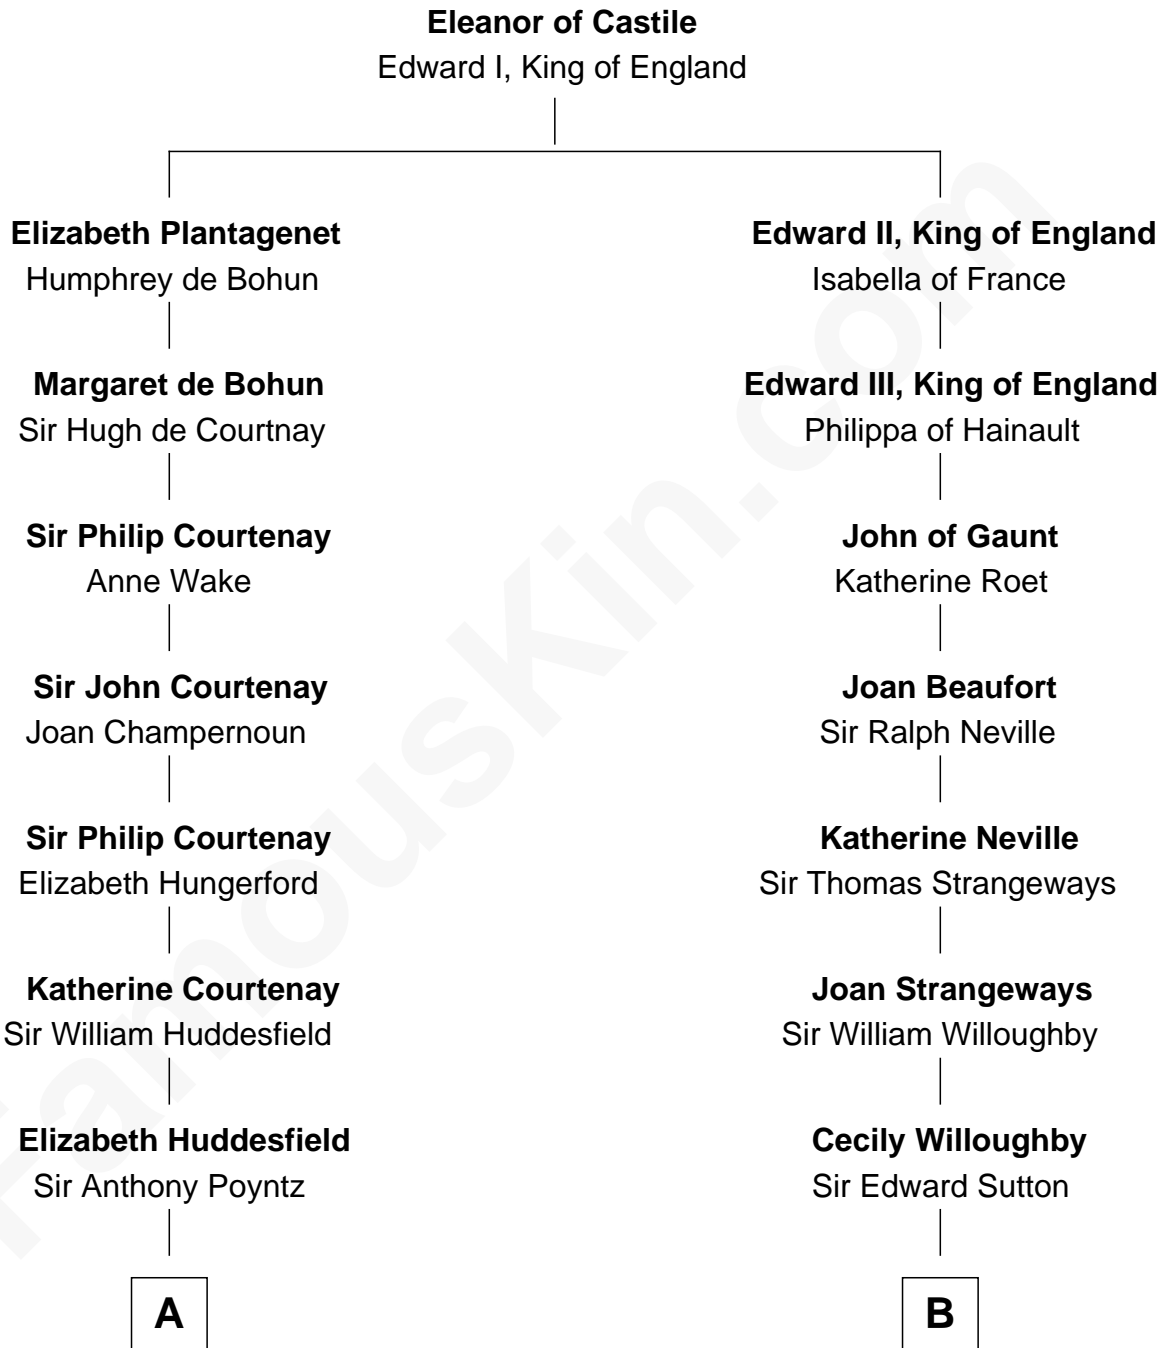 Eleanor of Castile
Edward I, King of England
Elizabeth Plantagenet
Humphrey de Bohun
Edward II, King of England
Isabella of France
Margaret de Bohun
Sir Hugh de Courtnay
Edward III, King of England
Philippa of Hainault
Sir Philip Courtenay
Anne Wake
John of Gaunt
Katherine Roet
Sir John Courtenay
Joan Champernoun
Joan Beaufort
Sir Ralph Neville
Sir Philip Courtenay
Elizabeth Hungerford
Katherine Neville
Sir Thomas Strangeways
Katherine Courtenay
Sir William Huddesfield
Joan Strangeways
Sir William Willoughby
Elizabeth Huddesfield
Sir Anthony Poyntz
Cecily Willoughby
Sir Edward Sutton
A
B
FamousKin.com